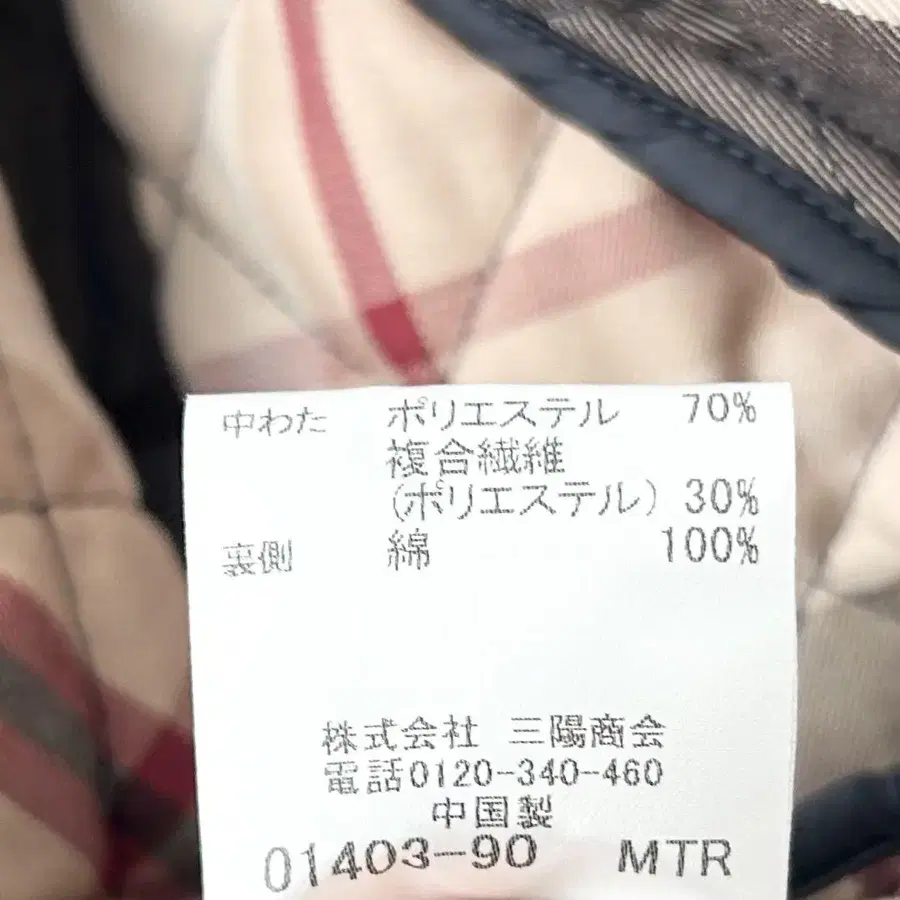 中わた ポリエステル 70%
複合繊維
(ポリエステル) 30%
裏側 綿 100%
株式会社 三陽商会
電話0120-340-460
中国製
01403-90 MTR